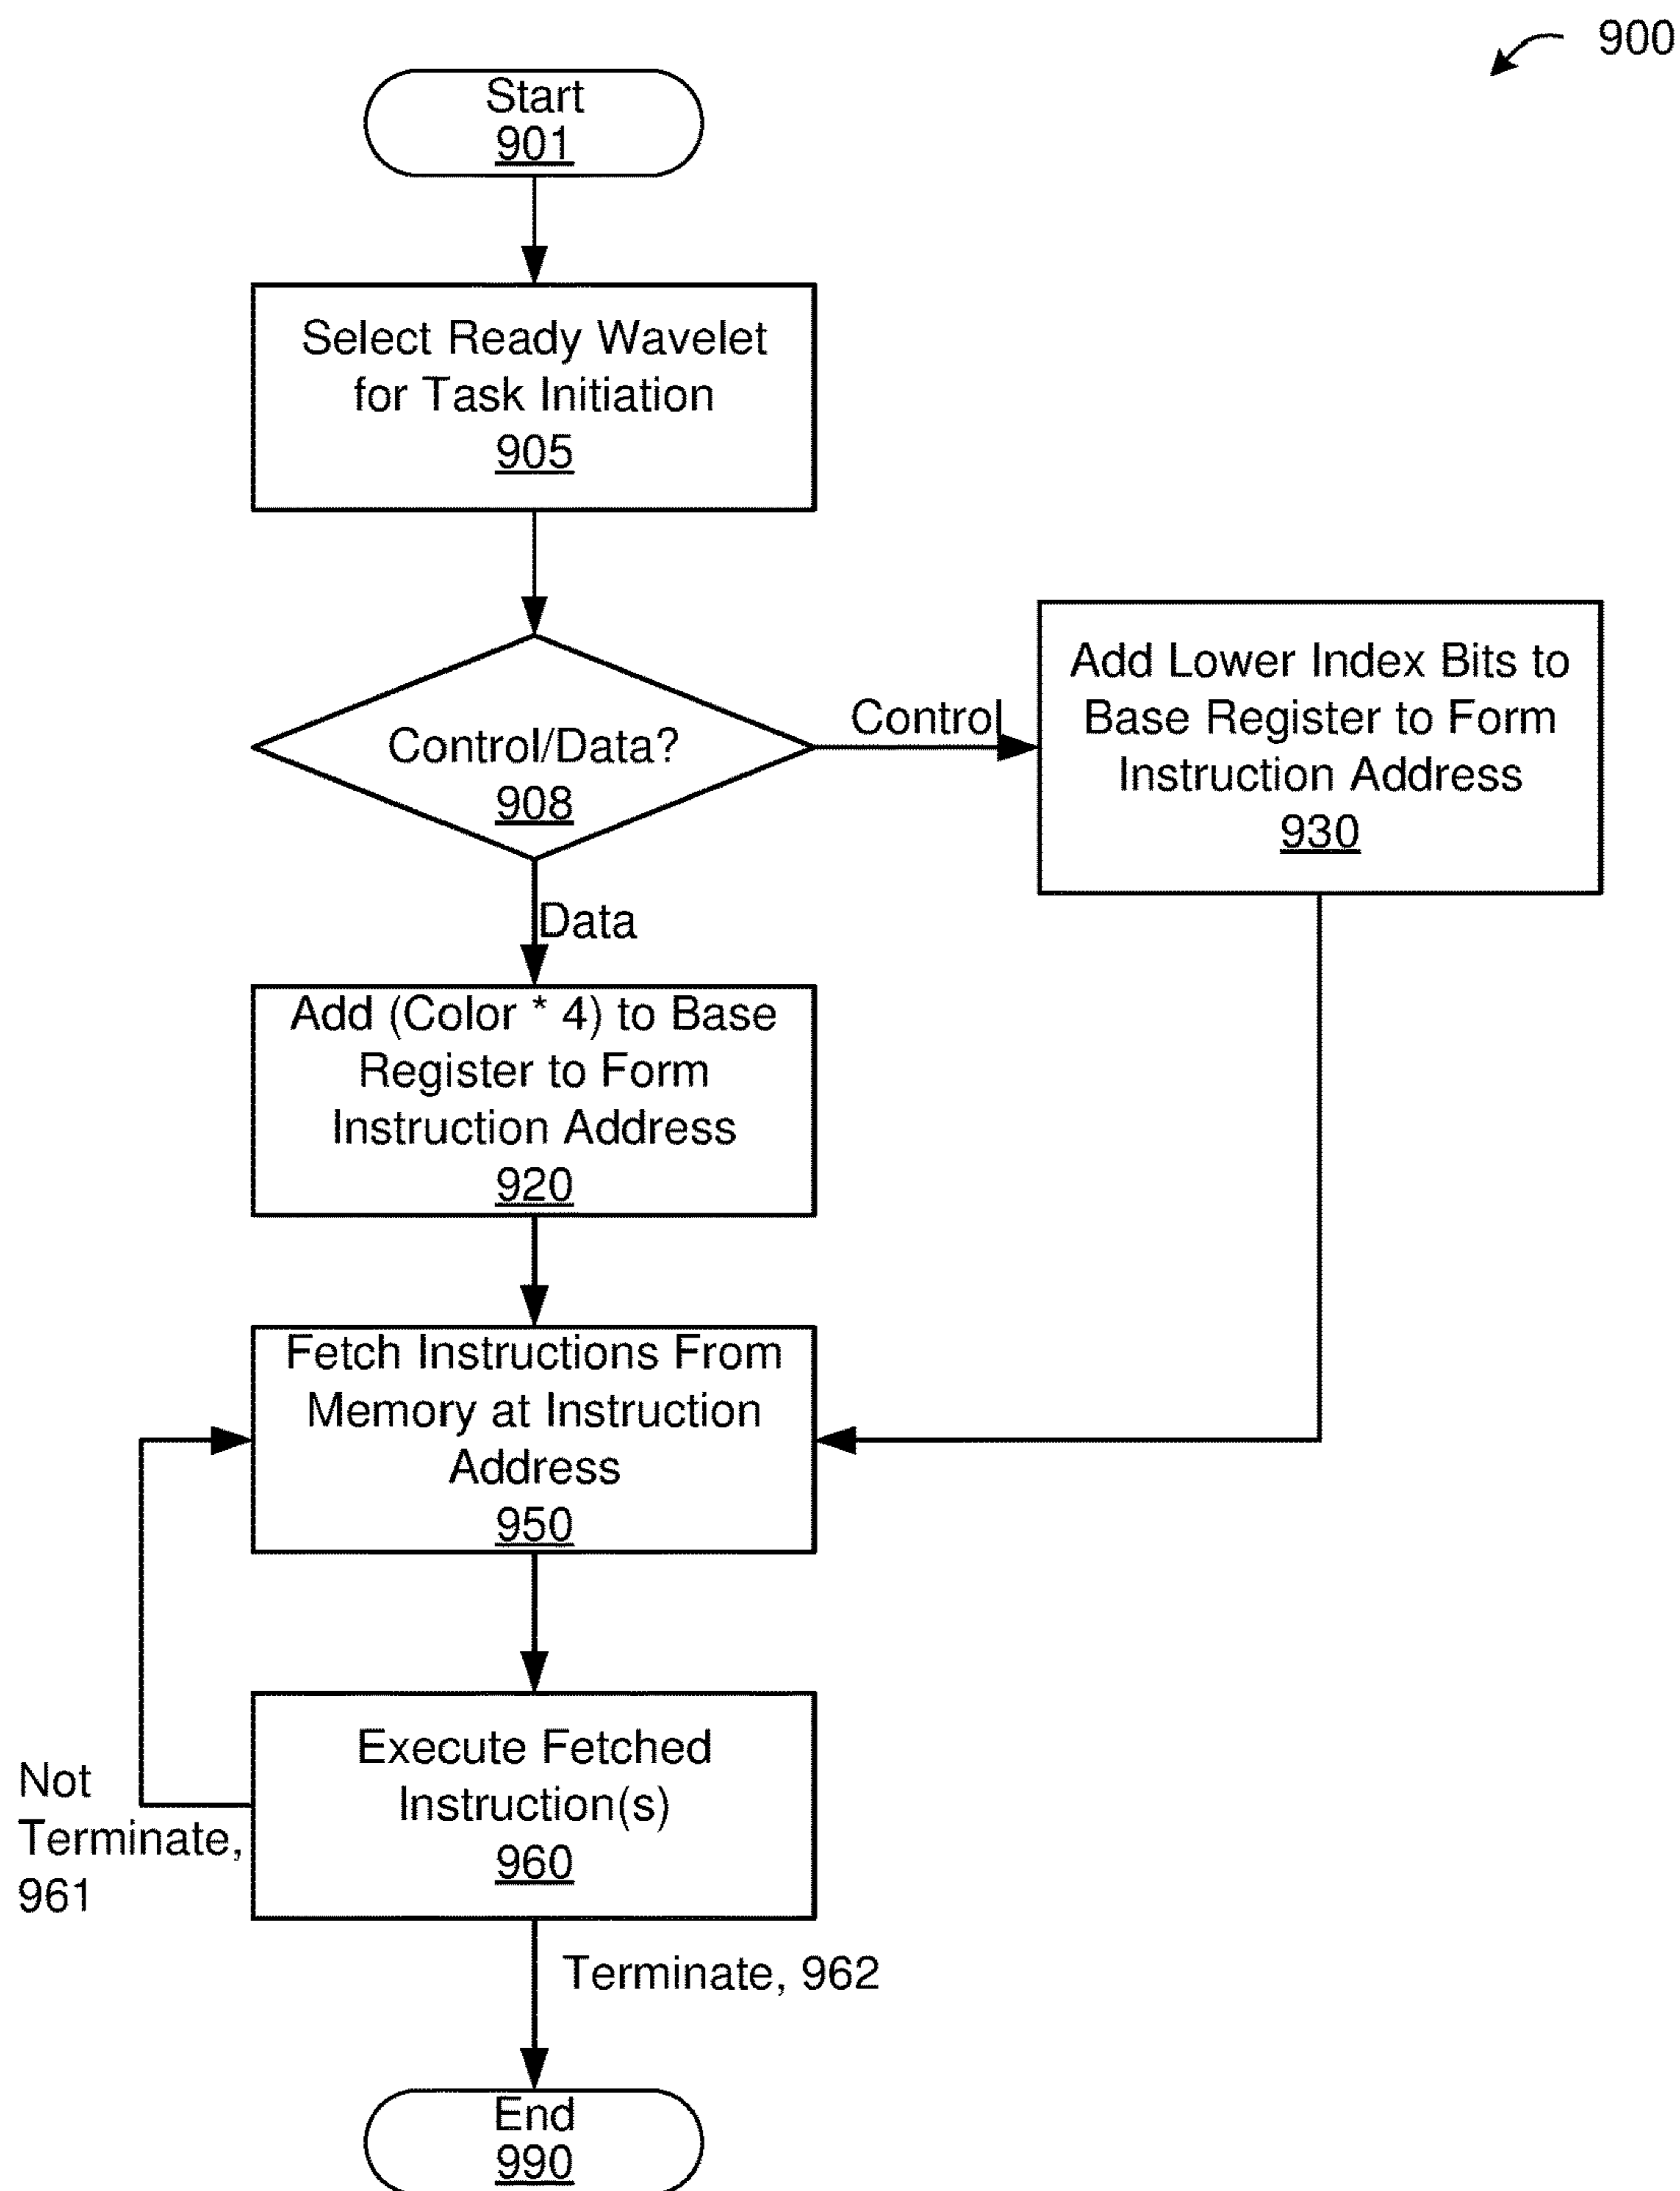 900
Start
901
Select Ready Wavelet
for Task Initiation
905
Control/Data?
908
Control
Add Lower Index Bits to
Base Register to Form
Instruction Address
930
Data
Add (Color * 4) to Base
Register to Form
Instruction Address
920
Fetch Instructions From
Memory at Instruction
Address
950
Execute Fetched
Instruction(s)
960
Not
Terminate,
961
Terminate, 962
End
990